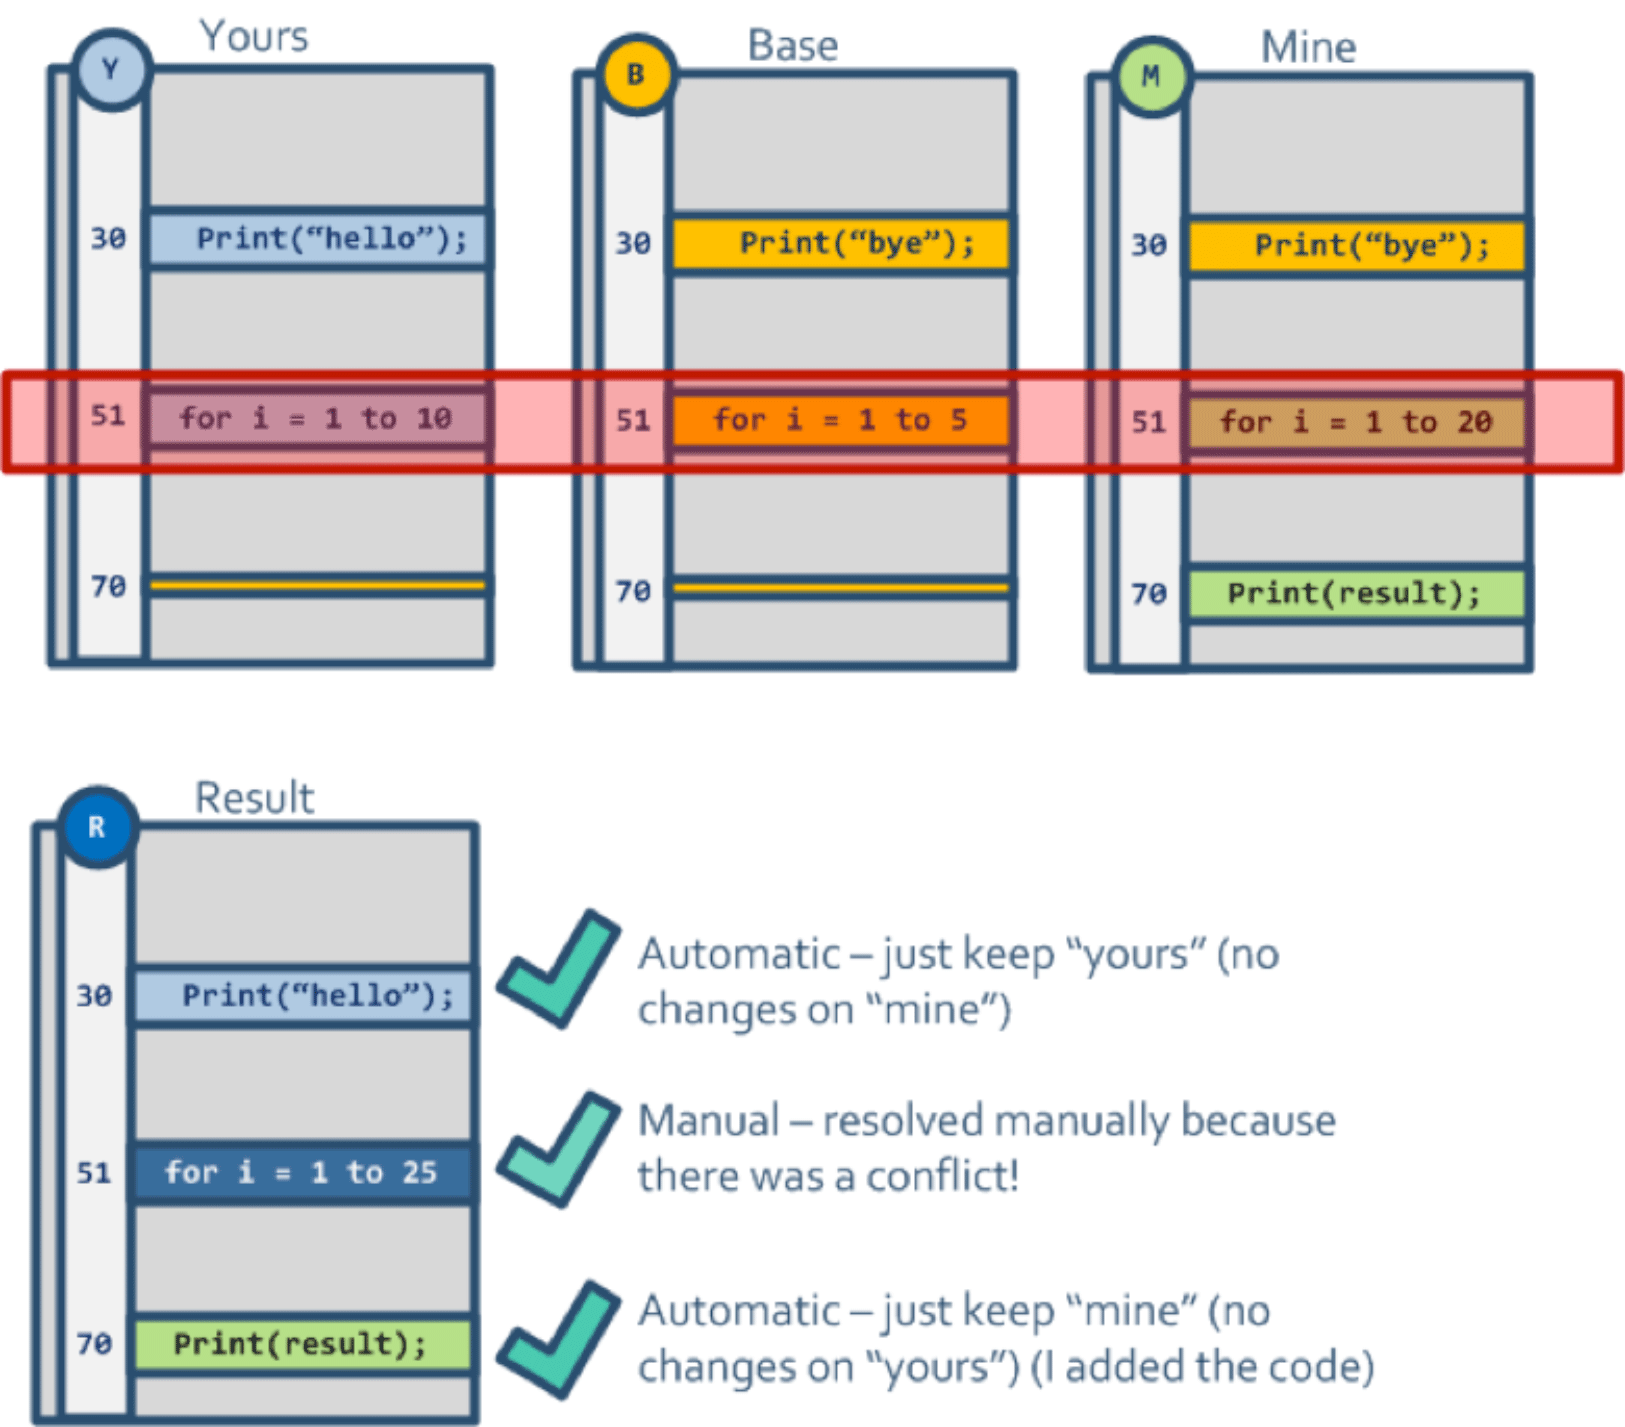 Yours
Y
30 Print(“hello”);
51 for i = 1 to 10
70
Base
B
30 Print(“bye”);
51 for i = 1 to 5
70
Mine
M
30 Print(“bye”);
51 for i = 1 to 20
70 Print(result);
Result
R
30 Print(“hello”);
Automatic – just keep “yours” (no
changes on “mine”)
51 for i = 1 to 25
Manual – resolved manually because
there was a conflict!
70 Print(result);
Automatic – just keep “mine” (no
changes on “yours”) (I added the code)